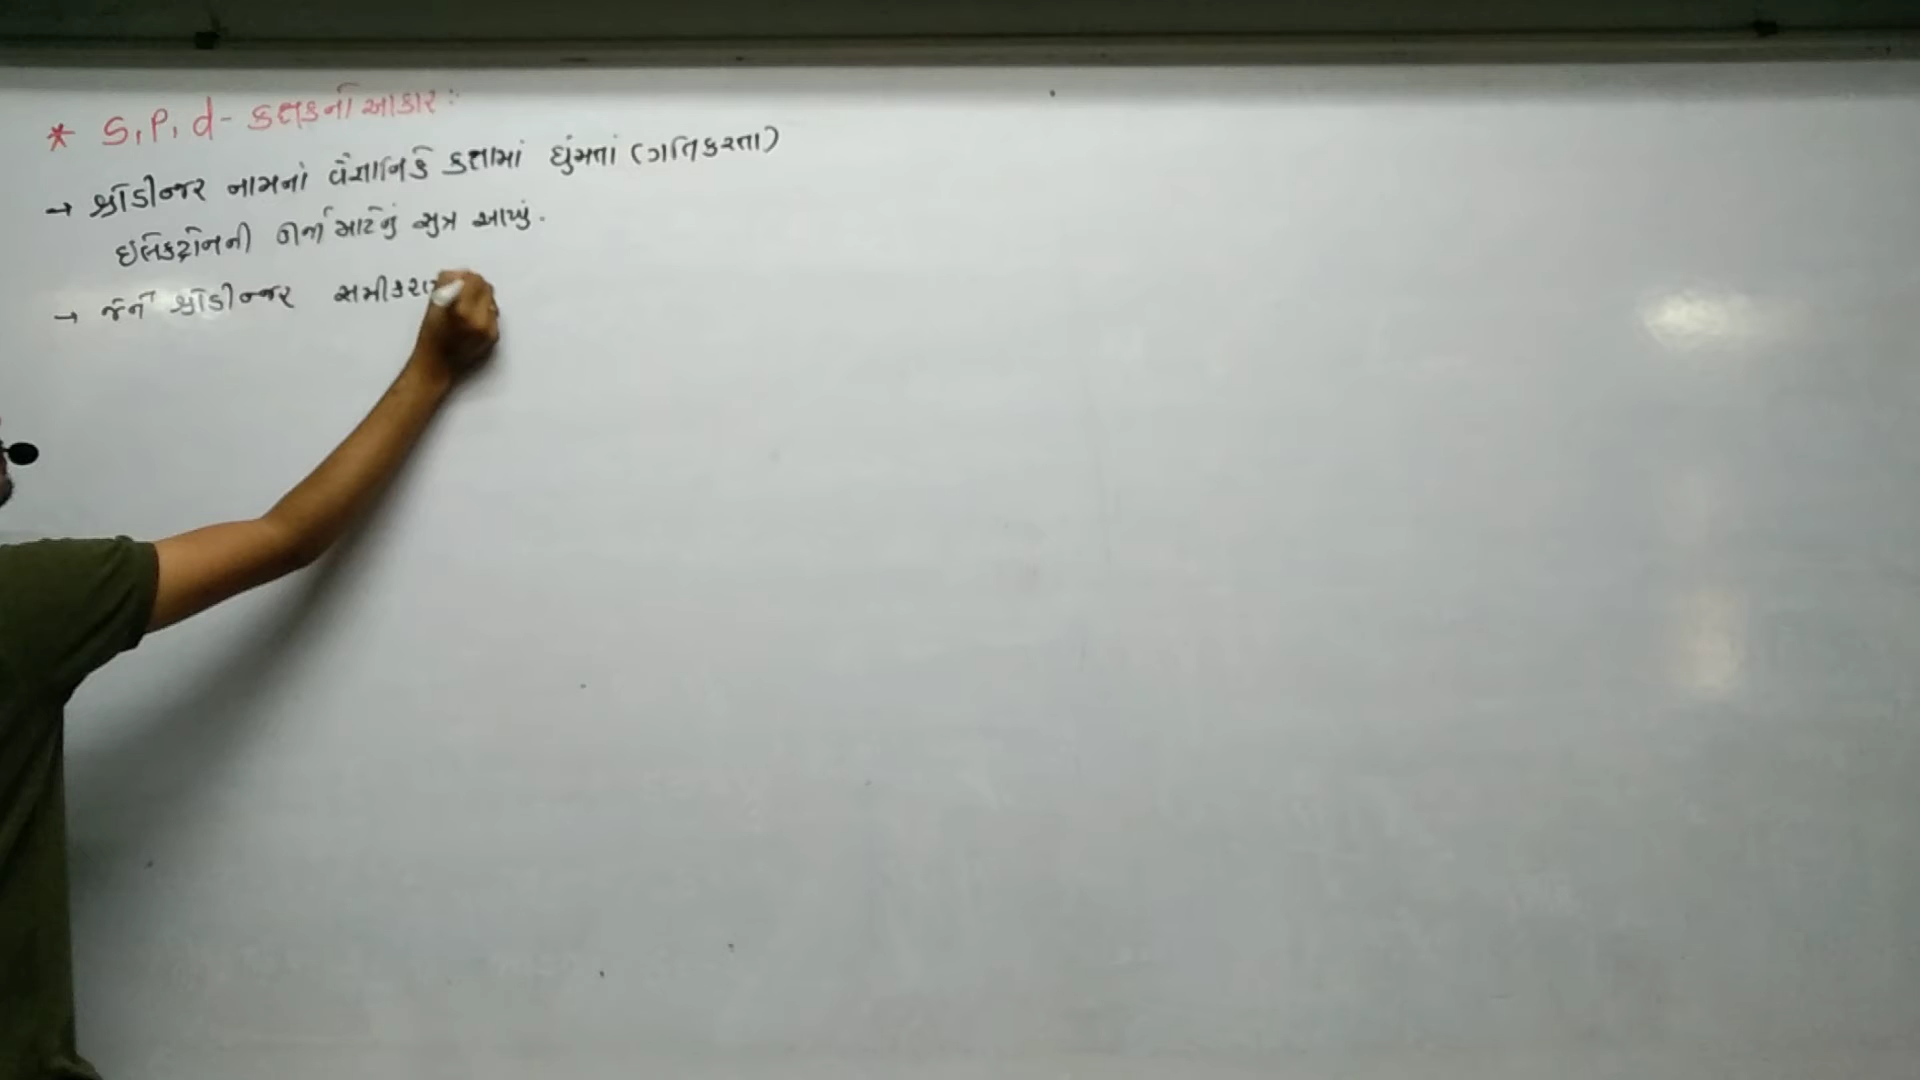 * S, P, d - કક્ષકનાં આકાર :
→ શ્રોડીન્જર નામનાં વૈજ્ઞાનિકે કક્ષામાં ઘુંમતાં (ગતિકરતા)
ઇલેક્ટ્રોનની ઊર્જા માટેનું સુત્ર આપ્યું.
→ જેને શ્રોડીન્જર સમીકરણ